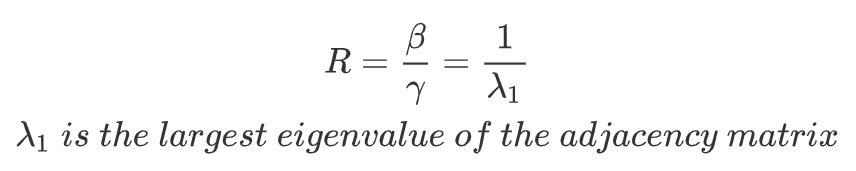 R = β/γ = 1/λ₁
λ₁ is the largest eigenvalue of the adjacency matrix